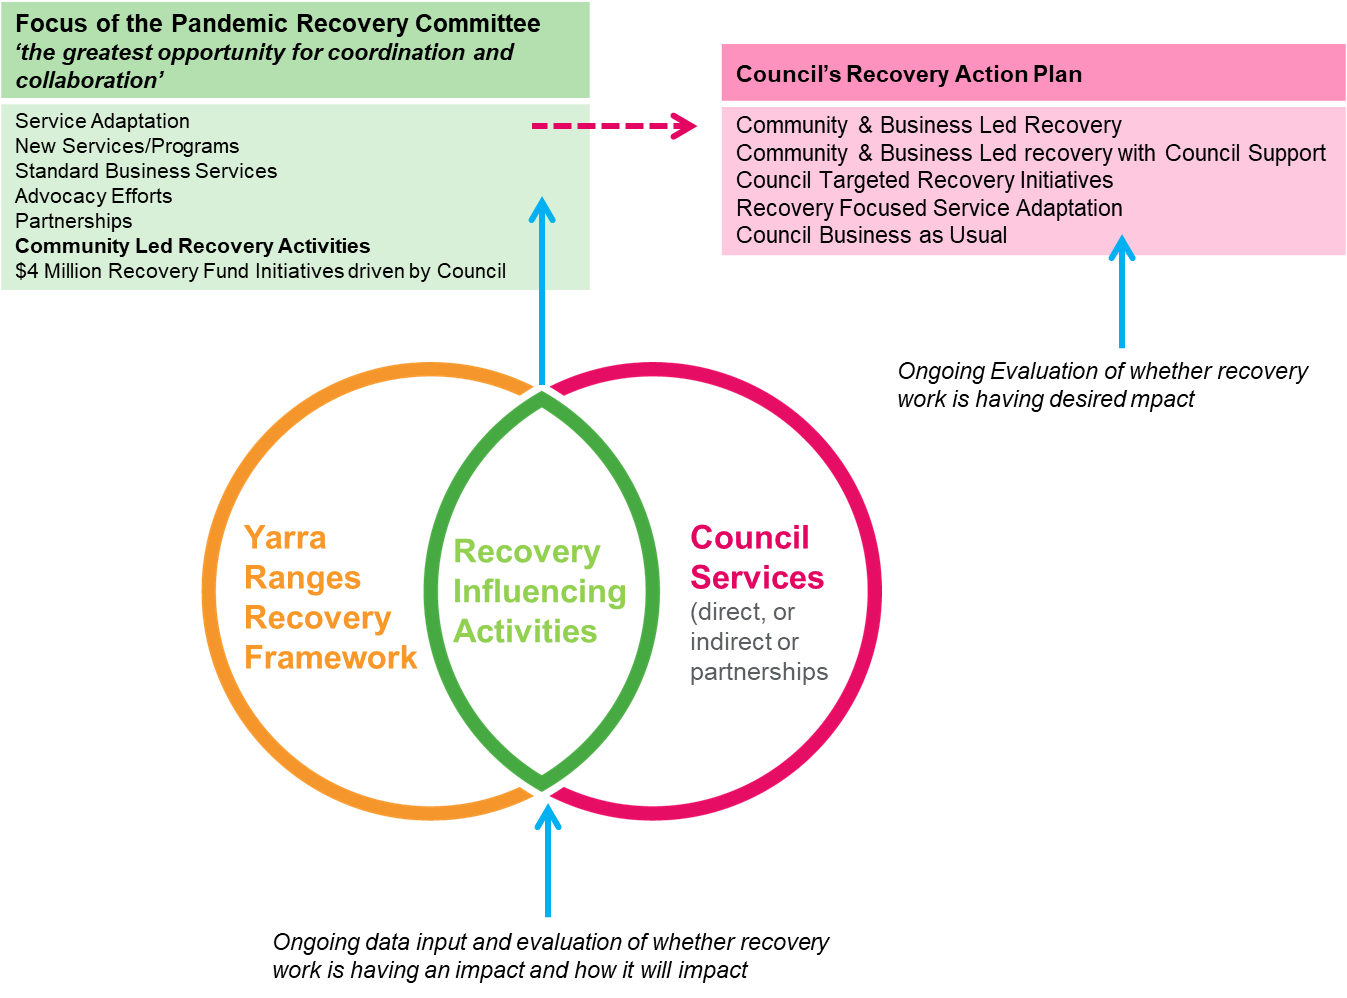 Focus of the Pandemic Recovery Committee
‘the greatest opportunity for coordination and
collaboration’
Service Adaptation
New Services/Programs
Standard Business Services
Advocacy Efforts
Partnerships
Community Led Recovery Activities
$4 Million Recovery Fund Initiatives driven by Council
Council’s Recovery Action Plan
Community & Business Led Recovery
Community & Business Led recovery with Council Support
Council Targeted Recovery Initiatives
Recovery Focused Service Adaptation
Council Business as Usual
Ongoing Evaluation of whether recovery
work is having desired mpact
Yarra
Ranges
Recovery
Framework
Recovery
Influencing
Activities
Council
Services
(direct, or
indirect or
partnerships
Ongoing data input and evaluation of whether recovery
work is having an impact and how it will impact